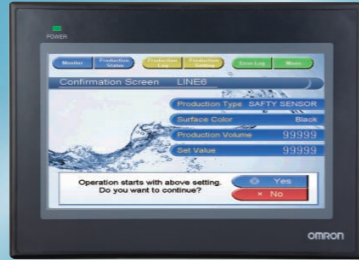 POWER
Monitor
Production
Status
Production
Log
Production
Setting
Error Log
Menu
Confirmation Screen LINE6
Production Type SAFTY SENSOR
Surface Color Black
Production Volume 99999
Set Value 99999
Operation starts with above setting.
Do you want to continue?
Yes
No
OMRON